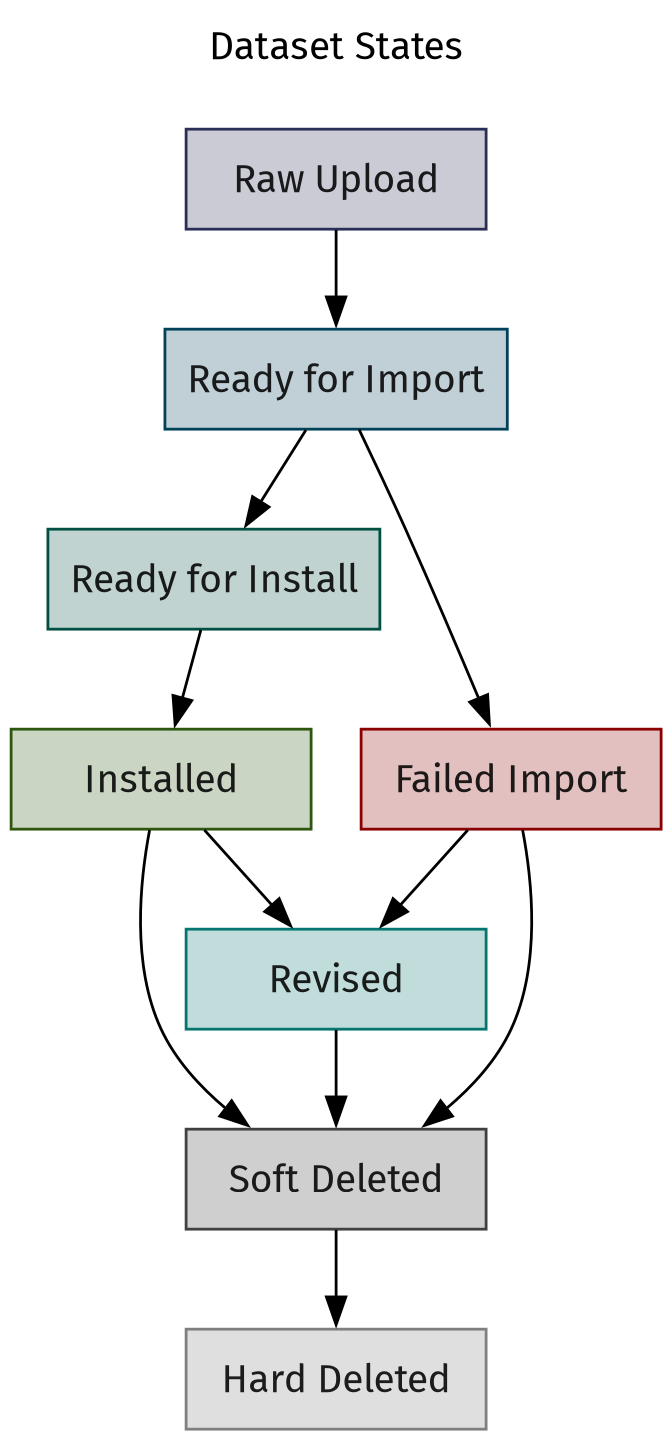 Dataset States
Raw Upload
Ready for Import
Ready for Install
Installed
Failed Import
Revised
Soft Deleted
Hard Deleted